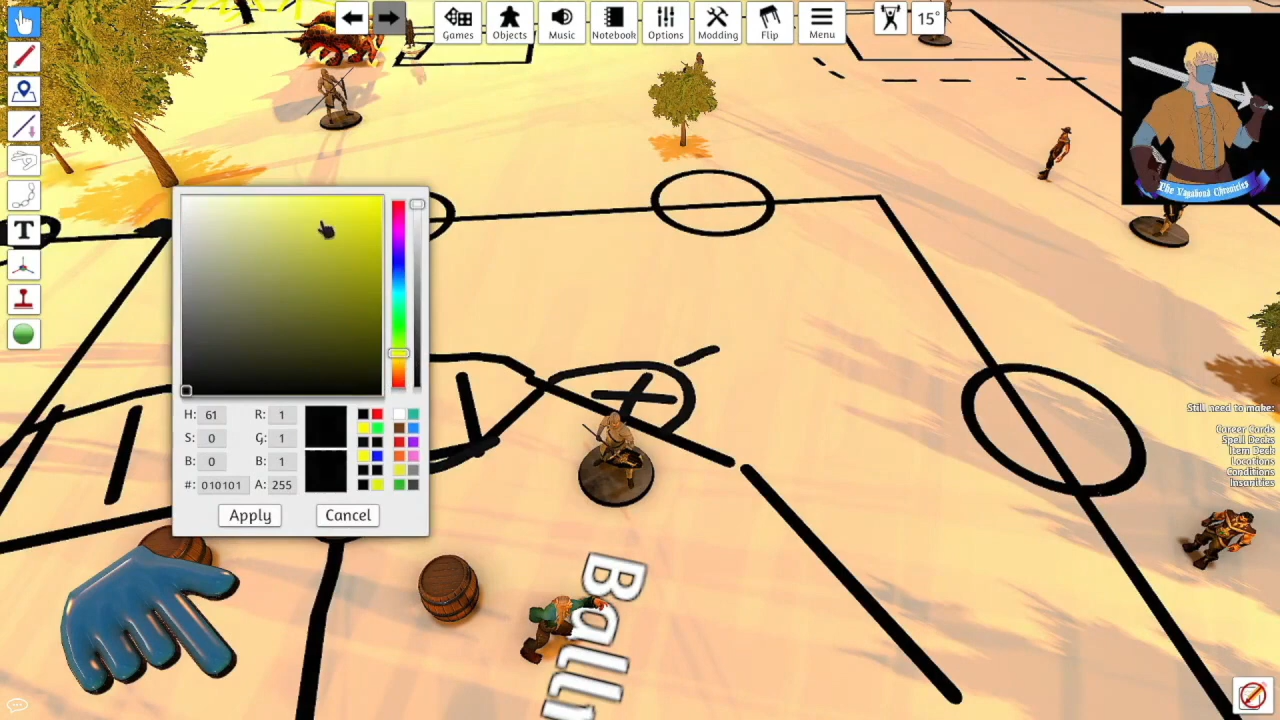 Games
Objects
Music
Notebook
Options
Modding
Flip
Menu
15°
T
The Vagabond Chronicles
H: 61 R: 1
S: 0 G: 1
B: 0 B: 1
#: 010101 A: 255
Apply
Cancel
Still need to make:
Career Cards
Spell Decks
Item Deck
Locations
Conditions
Insanities